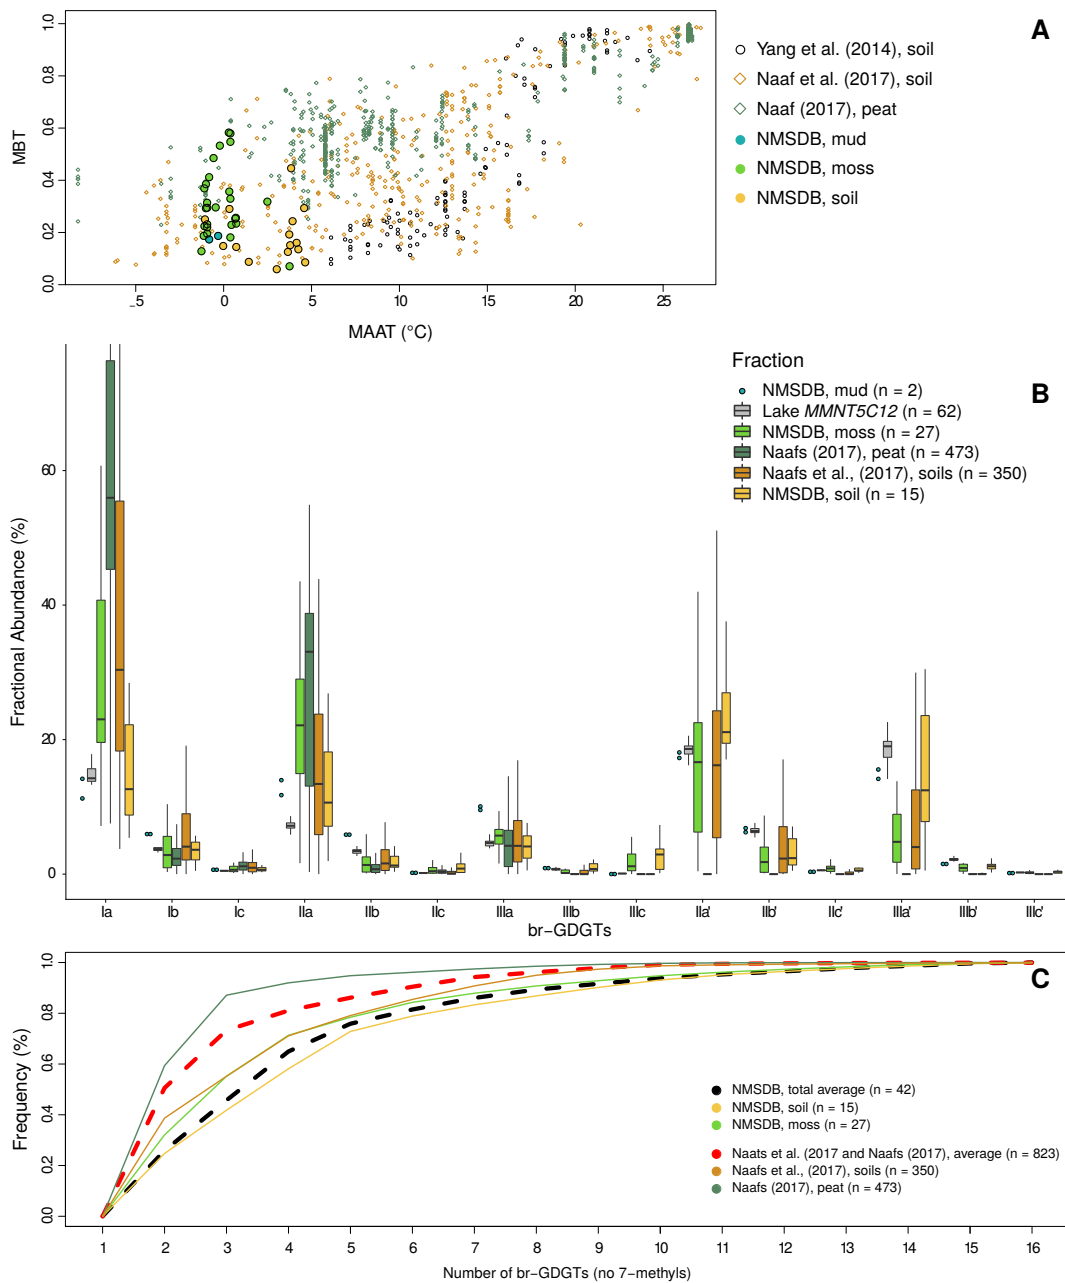 A
MBT
1.0
0.8
0.6
0.4
0.2
0.0
−5
0
5
10
15
20
25
MAAT (°C)
Yang et al. (2014), soil
Naaf et al. (2017), soil
Naaf (2017), peat
NMSDB, mud
NMSDB, moss
NMSDB, soil
B
Fractional Abundance (%)
60
40
20
0
Fraction
NMSDB, mud (n = 2)
Lake MMNT5C12 (n = 62)
NMSDB, moss (n = 27)
Naafs (2017), peat (n = 473)
Naafs et al., (2017), soils (n = 350)
NMSDB, soil (n = 15)
Ia Ib Ic IIa IIb IIc IIIa IIIb IIIc IIa' IIb' IIc' IIIa' IIIb' IIIc'
br−GDGTs
C
Frequency (%)
1.0
0.8
0.6
0.4
0.2
0.0
NMSDB, total average (n = 42)
NMSDB, soil (n = 15)
NMSDB, moss (n = 27)
Naats et al. (2017 and Naafs (2017), average (n = 823)
Naafs et al., (2017), soils (n = 350)
Naafs (2017), peat (n = 473)
1 2 3 4 5 6 7 8 9 10 11 12 13 14 15 16
Number of br−GDGTs (no 7−methyls)